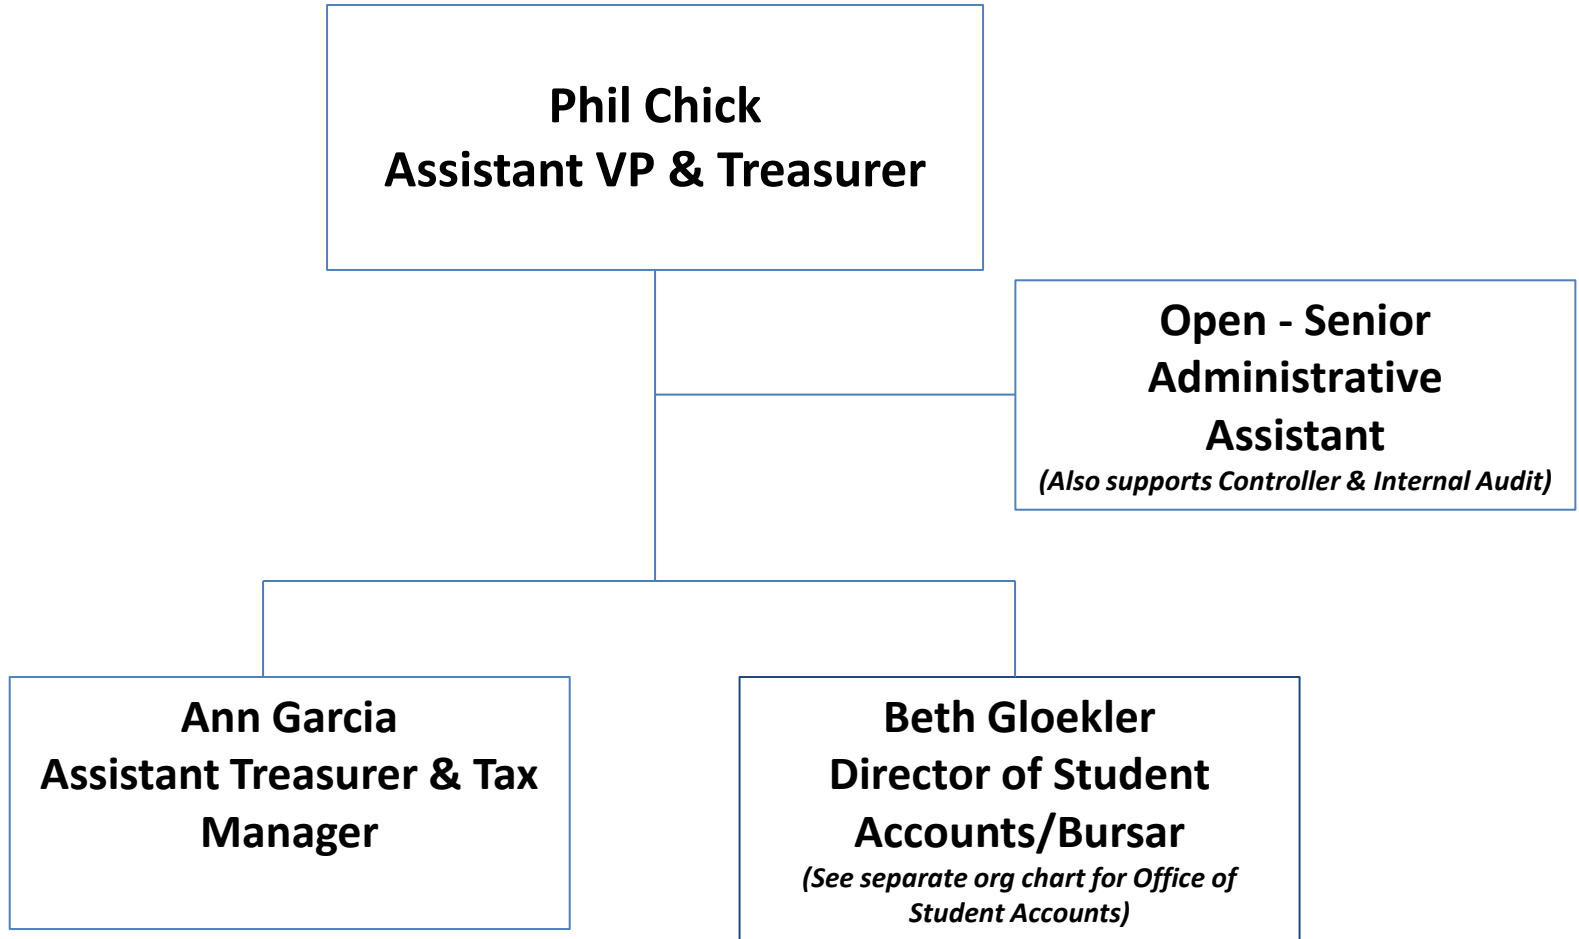 Phil Chick
Assistant VP & Treasurer
Open - Senior
Administrative
Assistant
(Also supports Controller & Internal Audit)
Ann Garcia
Assistant Treasurer & Tax
Manager
Beth Gloekler
Director of Student
Accounts/Bursar
(See separate org chart for Office of
Student Accounts)